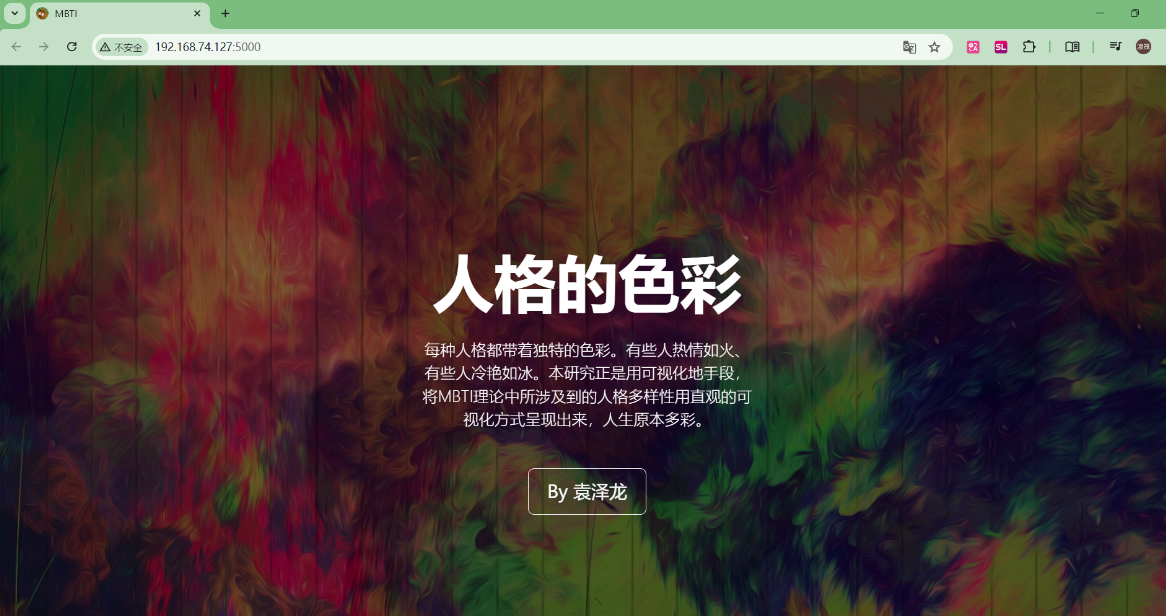 MBTI
不安全
192.168.74.127:5000
SL
人格的色彩
每种人格都带着独特的色彩。有些人热情如火、
有些人冷艳如冰。本研究正是用可视化地手段，
将MBTI理论中所涉及到的人格多样性用直观的可
视化方式呈现出来，人生原本多彩。
By 袁泽龙